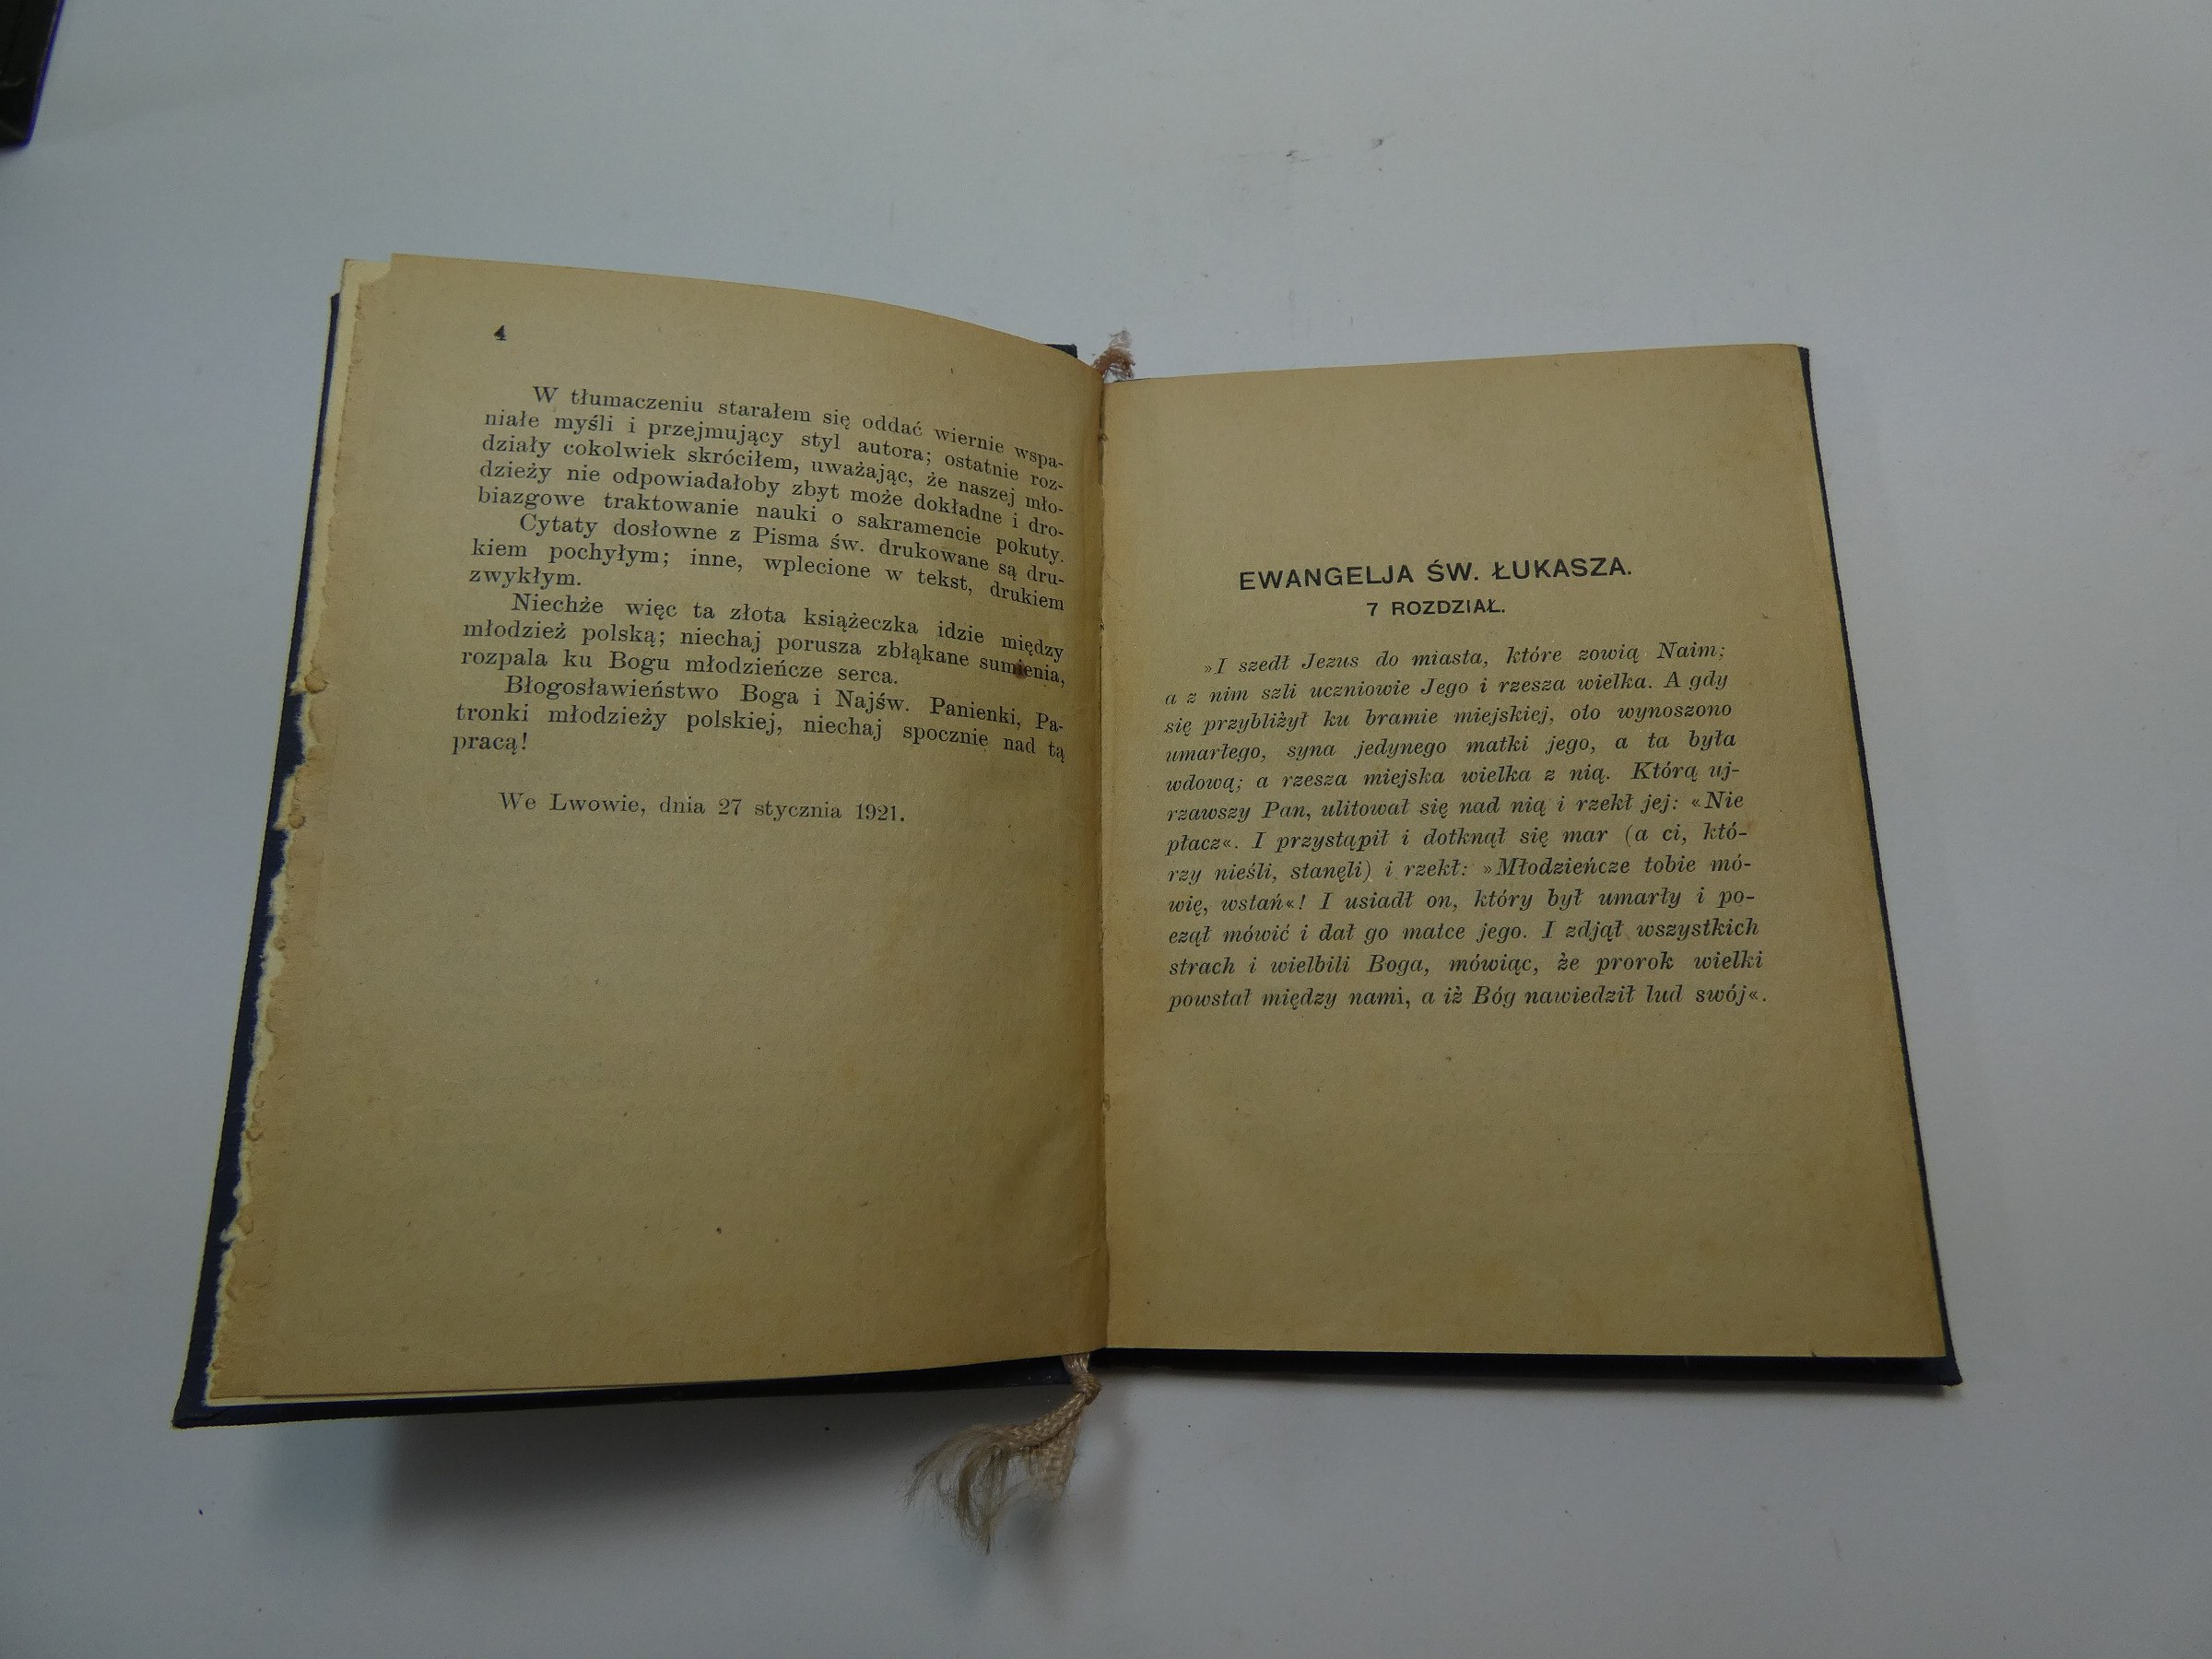 4
W tłumaczeniu starałem się oddać wiernie wspa-
niałe myśli i przejmujący styl autora; ostatnie roz-
działy cokolwiek skróciłem, uważając, że naszej mło-
dzieży nie odpowiadałoby zbyt może dokładne i dro-
biazgowe traktowanie nauki o sakramencie pokuty.
Cytaty dosłowne z Pisma św. drukowane są dru-
kiem pochyłym; inne, wplecione w tekst, drukiem
zwykłym.
Niechże więc ta złota książeczka idzie między
młodzież polską; niechaj porusza zbłąkane sumienia,
rozpala ku Bogu młodzieńcze serca.
Błogosławieństwo Boga i Najśw. Panienki, Pa-
tronki młodzieży polskiej, niechaj spocznie nad tą
pracą!
We Lwowie, dnia 27 stycznia 1921.
EWANGELJA ŚW. ŁUKASZA.
7 ROZDZIAŁ.
»I szedł Jezus do miasta, które zowią Naim;
a z nim szli uczniowie Jego i rzesza wielka. A gdy
się przybliżył ku bramie miejskiej, oto wynoszono
umarłego, syna jedynego matki jego, a ta była
wdową; a rzesza miejska wielka z nią. Którą uj-
rzawszy Pan, ulitował się nad nią i rzekł jej: «Nie
płacz«. I przystąpił i dotknął się mar (a ci, któ-
rzy nieśli, stanęli) i rzekł: »Młodzieńcze tobie mó-
wię, wstań«! I usiadł on, który był umarły i po-
czął mówić i dał go matce jego. I zdjął wszystkich
strach i wielbili Boga, mówiąc, że prorok wielki
powstał między nami, a iż Bóg nawiedził lud swój«.